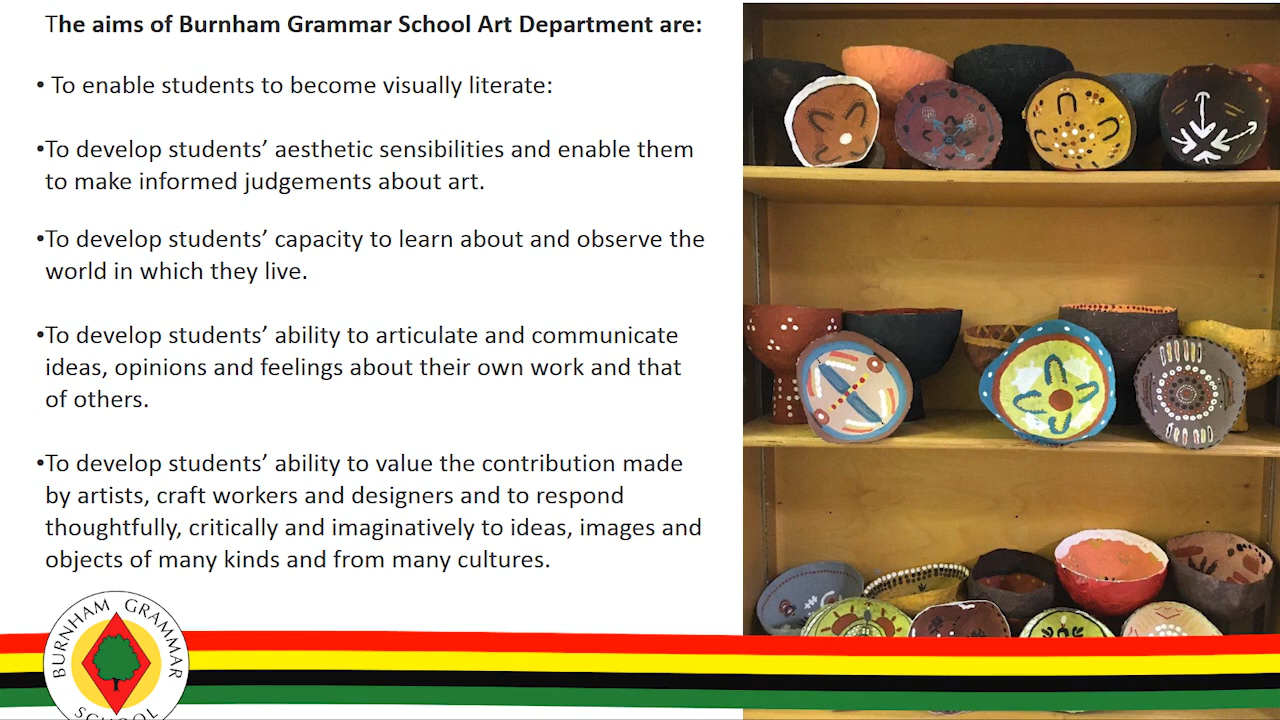 The aims of Burnham Grammar School Art Department are:
• To enable students to become visually literate:
•To develop students’ aesthetic sensibilities and enable them
to make informed judgements about art.
•To develop students’ capacity to learn about and observe the
world in which they live.
•To develop students’ ability to articulate and communicate
ideas, opinions and feelings about their own work and that
of others.
•To develop students’ ability to value the contribution made
by artists, craft workers and designers and to respond
thoughtfully, critically and imaginatively to ideas, images and
objects of many kinds and from many cultures.
BURNHAM GRAMMAR
SCHOOL